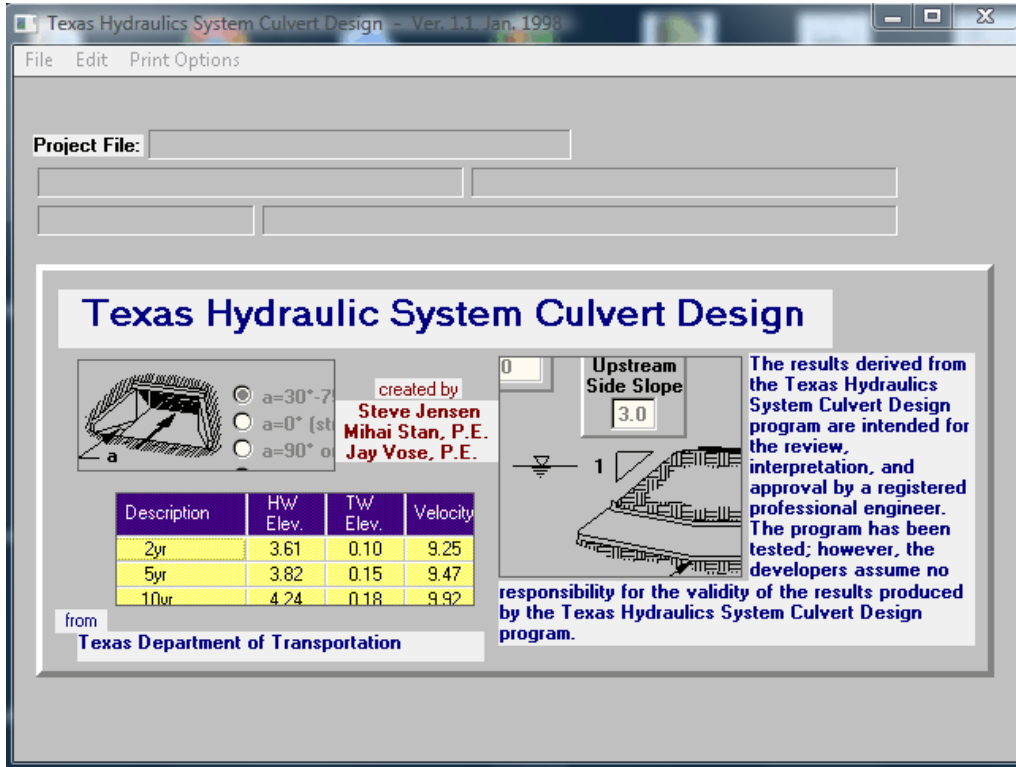 Texas Hydraulics System Culvert Design - Ver. 1.1, Jan. 1998
File Edit Print Options
Project File:
Texas Hydraulic System Culvert Design
a
a=30°-75
a=0° (st
a=90° o
created by
Steve Jensen
Mihai Stan, P.E.
Jay Vose, P.E.
0
Upstream
Side Slope
3.0
1
Description HW Elev. TW Elev. Velocity
2yr 3.61 0.10 9.25
5yr 3.82 0.15 9.47
10yr 4.24 0.18 9.92
from
Texas Department of Transportation
The results derived from
the Texas Hydraulics
System Culvert Design
program are intended for
the review,
interpretation, and
approval by a registered
professional engineer.
The program has been
tested; however, the
developers assume no
responsibility for the validity of the results produced
by the Texas Hydraulics System Culvert Design
program.